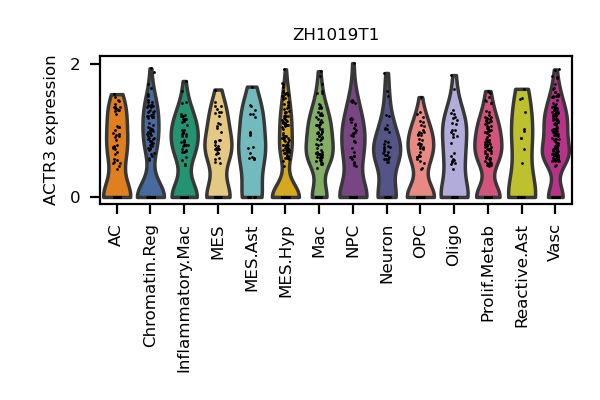 ZH1019T1
ACTR3 expression
2
0
AC
Chromatin.Reg
Inflammatory.Mac
MES
MES.Ast
MES.Hyp
Mac
NPC
Neuron
OPC
Oligo
Prolif.Metab
Reactive.Ast
Vasc